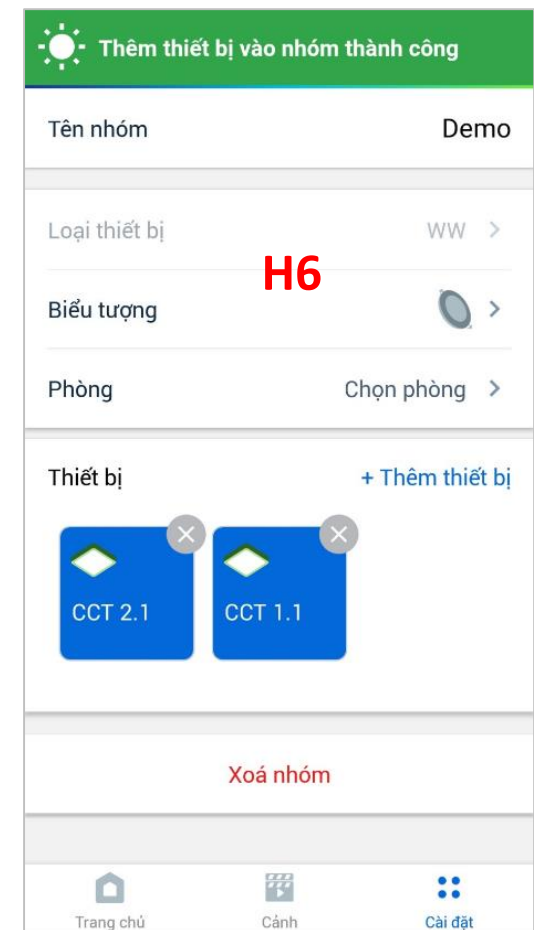 Thêm thiết bị vào nhóm thành công
Tên nhóm Demo
Loại thiết bị WW
H6
Biểu tượng
Phòng Chọn phòng
Thiết bị + Thêm thiết bị
CCT 2.1 CCT 1.1
Xoá nhóm
Trang chủ Cảnh Cài đặt